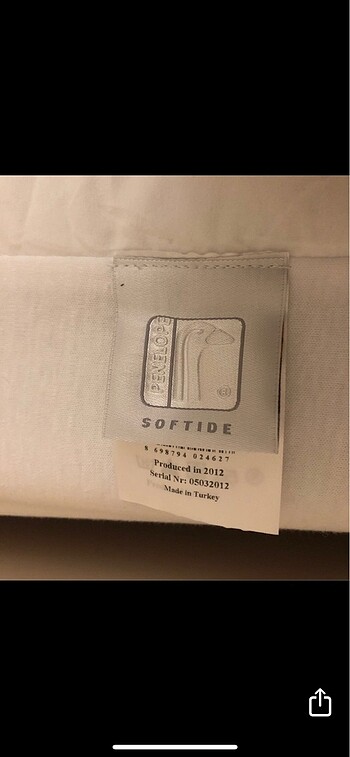 PENELOPE
®
SOFTIDE
8 698794 024627
Produced in 2012
Serial Nr: 05032012
Made in Turkey